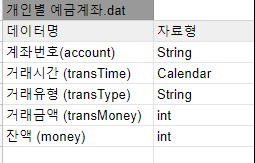 개인별 예금계좌.dat
데이터명 자료형
계좌번호(account) String
거래시간 (transTime) Calendar
거래유형 (transType) String
거래금액 (transMoney) int
잔액 (money) int